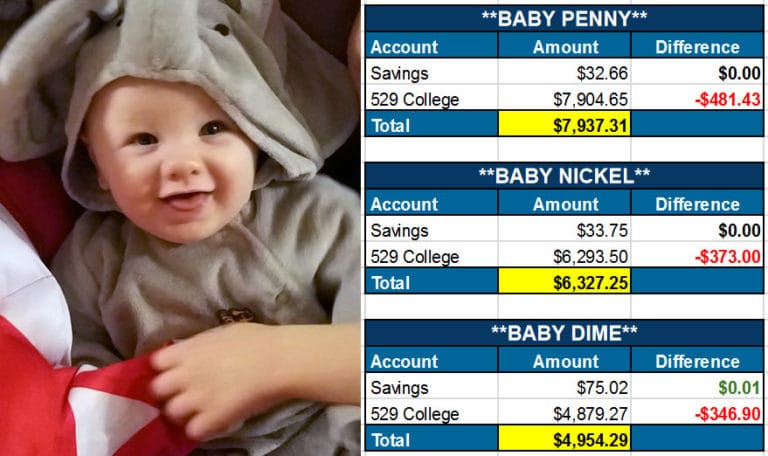 **BABY PENNY**
Account Amount Difference
Savings $32.66 $0.00
529 College $7,904.65 -$481.43
Total $7,937.31
**BABY NICKEL**
Account Amount Difference
Savings $33.75 $0.00
529 College $6,293.50 -$373.00
Total $6,327.25
**BABY DIME**
Account Amount Difference
Savings $75.02 $0.01
529 College $4,879.27 -$346.90
Total $4,954.29